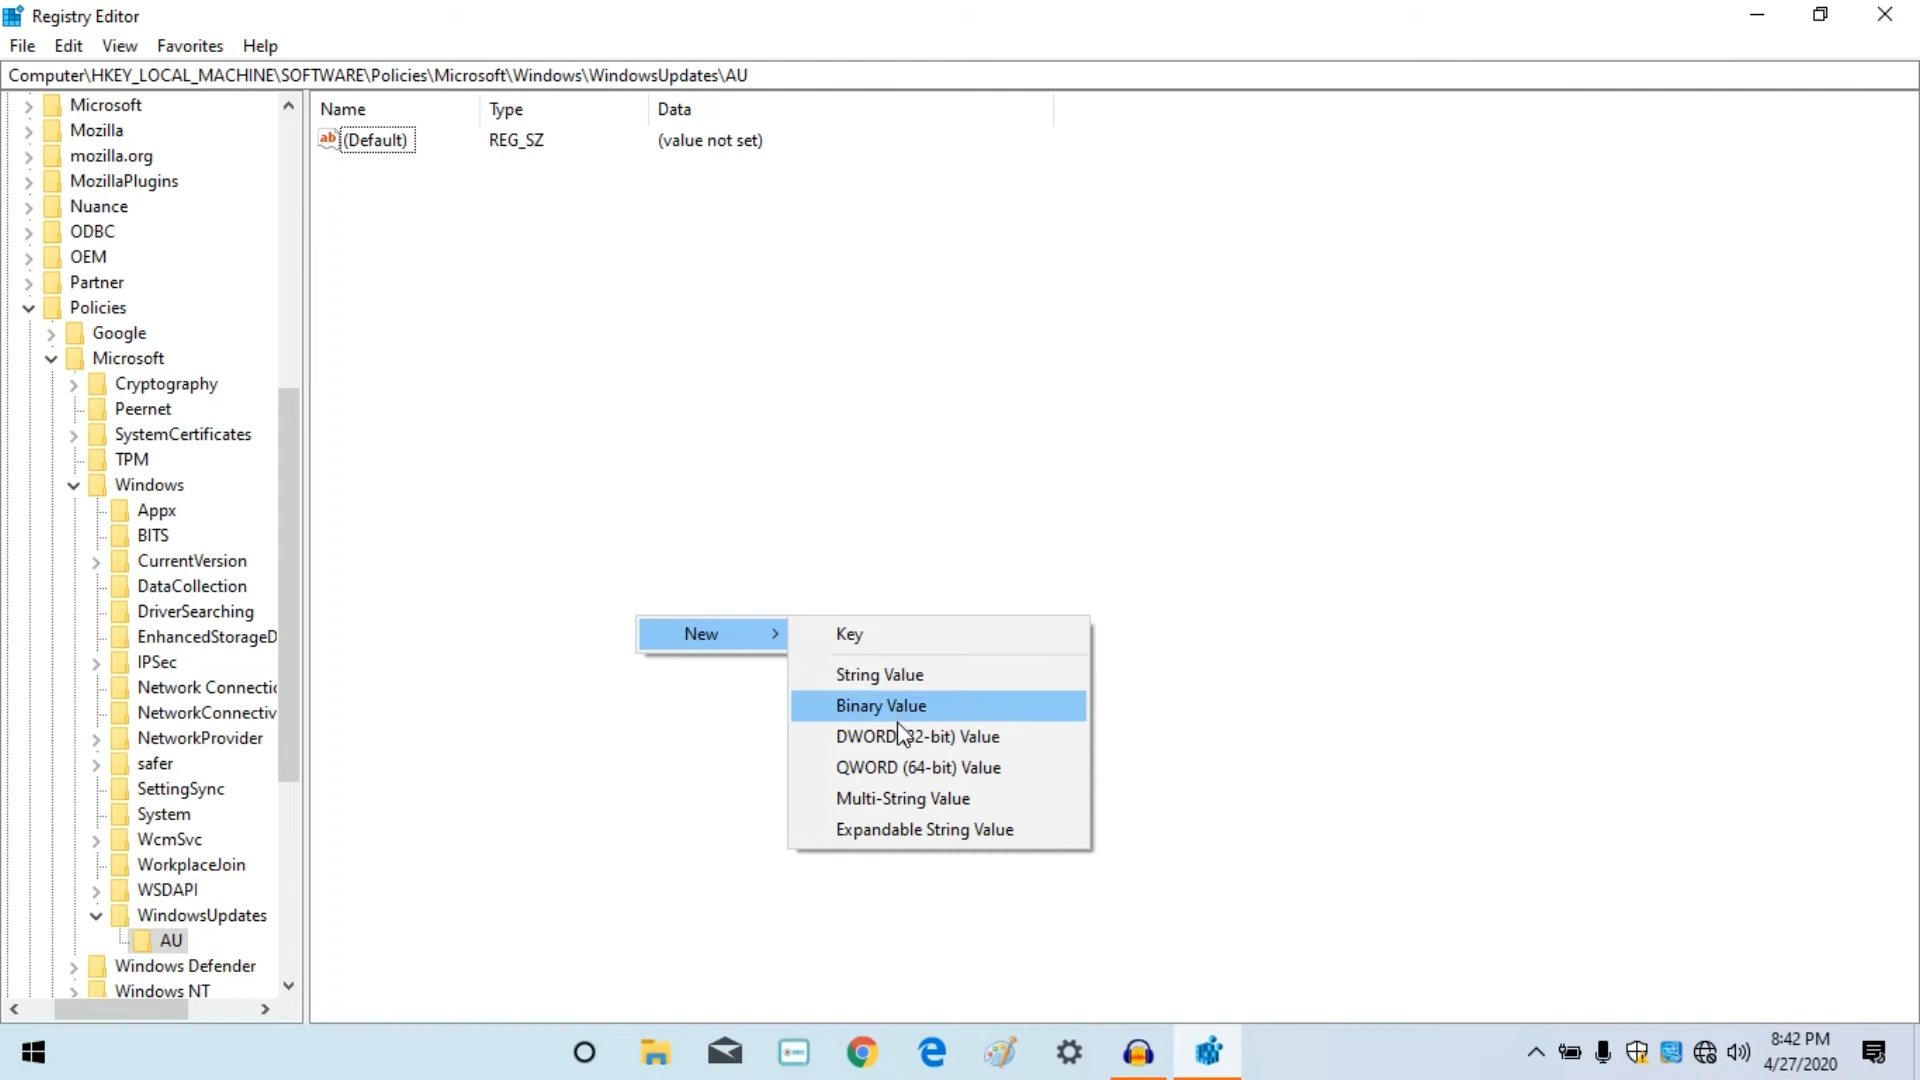 Registry Editor
File Edit View Favorites Help
Computer\HKEY_LOCAL_MACHINE\SOFTWARE\Policies\Microsoft\Windows\WindowsUpdates\AU
Microsoft
Mozilla
mozilla.org
MozillaPlugins
Nuance
ODBC
OEM
Partner
Policies
Google
Microsoft
Cryptography
Peernet
SystemCertificates
TPM
Windows
Appx
BITS
CurrentVersion
DataCollection
DriverSearching
EnhancedStorageD
IPSec
Network Connectic
NetworkConnectiv
NetworkProvider
safer
SettingSync
System
WcmSvc
WorkplaceJoin
WSDAPI
WindowsUpdates
AU
Windows Defender
Windows NT
Name Type Data
ab (Default) REG_SZ (value not set)
New
Key
String Value
Binary Value
DWORD (32-bit) Value
QWORD (64-bit) Value
Multi-String Value
Expandable String Value
8:42 PM
4/27/2020